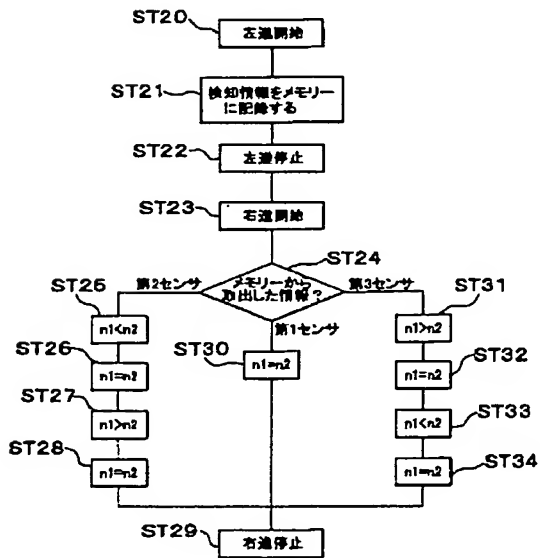 ST20
左進開始
ST21
検知情報をメモリー
に記録する
ST22
左進停止
ST23
右進開始
ST24
メモリーから
取出した情報?
第2センサ
第3センサ
第1センサ
ST25
n1<n2
ST26
n1=n2
ST27
n1>n2
ST28
n1=n2
ST30
n1=n2
ST31
n1>n2
ST32
n1=n2
ST33
n1<n2
ST34
n1=n2
ST29
右進停止